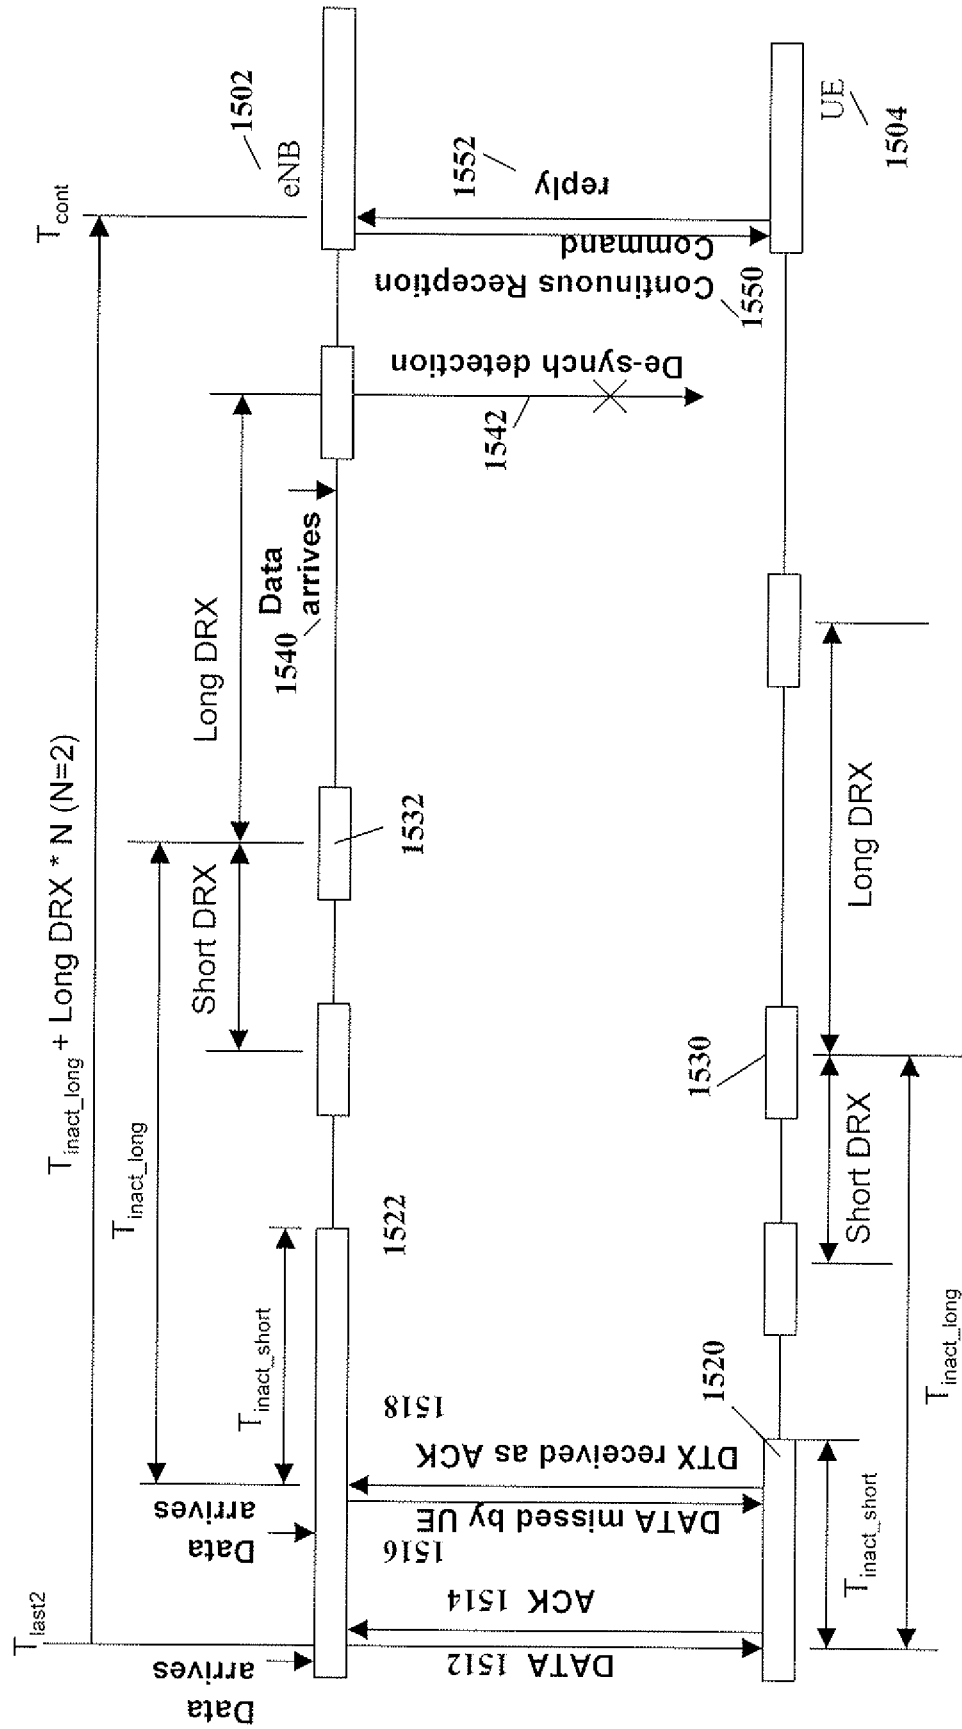 T_last2
T_inact_long + Long DRX * N (N=2)
T_cont
T_inact_long
Short DRX
Long DRX
T_inact_short
Data
arrives
Data
arrives
1540
Data
arrives
1502
eNB
1522
1532
DATA 1512
ACK 1514
1516
DATA missed by UE
1518
DTX received as ACK
1542
De-synch detection
Continuous Reception
Command
1550
1552
reply
1520
1530
UE
1504
T_inact_short
Short DRX
Long DRX
T_inact_long